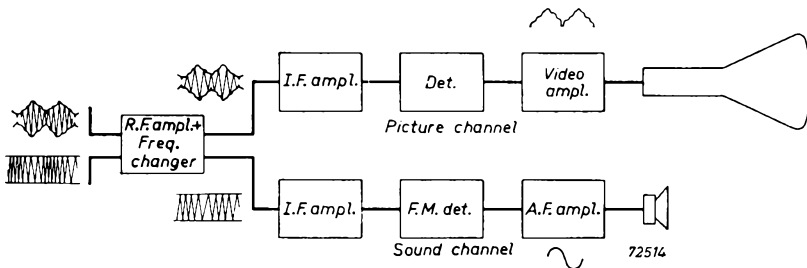 R.F. ampl.+
Freq.
changer
I.F. ampl.
Det.
Video
ampl.
Picture channel
I.F. ampl.
F.M. det.
A.F. ampl.
Sound channel
72514